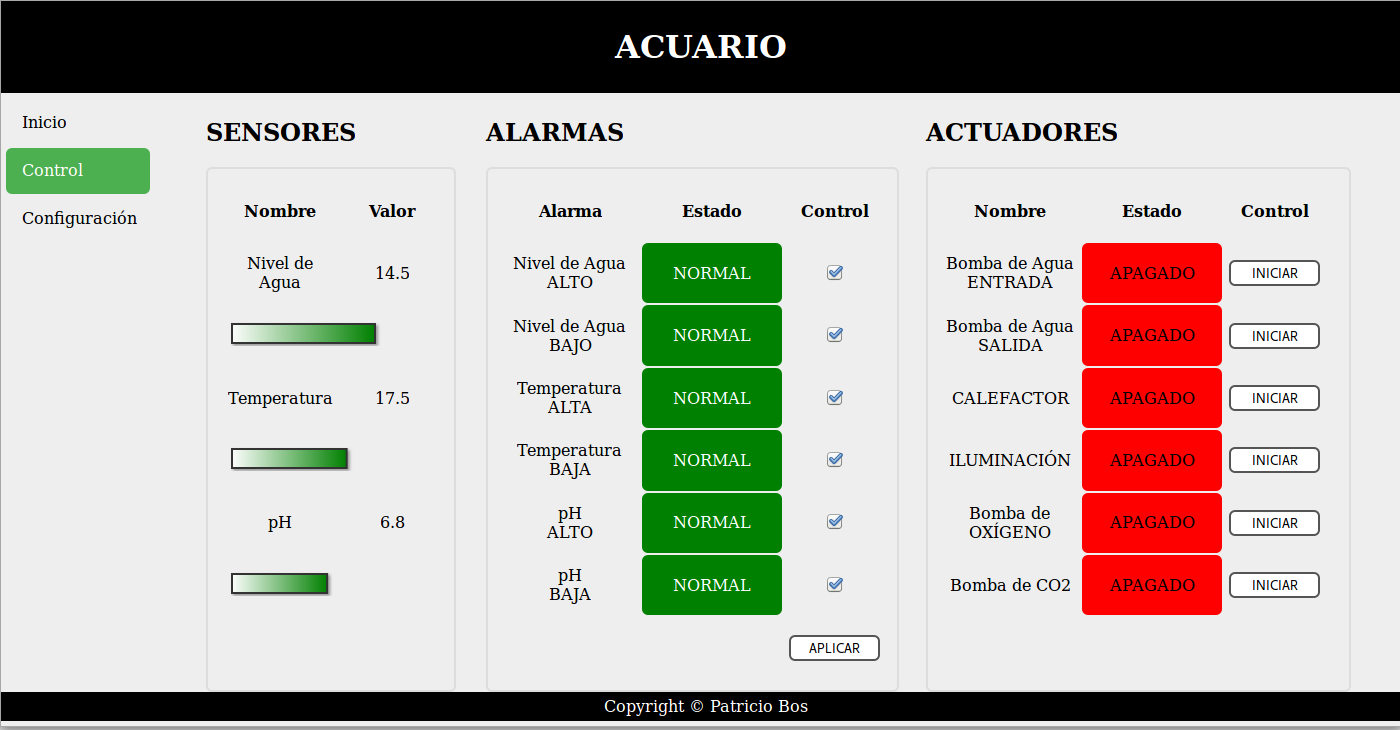 ACUARIO
Inicio
Control
Configuración
SENSORES
Nombre Valor
Nivel de
Agua
14.5
Temperatura 17.5
pH 6.8
ALARMAS
Alarma Estado Control
Nivel de Agua
ALTO
NORMAL
Nivel de Agua
BAJO
NORMAL
Temperatura
ALTA
NORMAL
Temperatura
BAJA
NORMAL
pH
ALTO
NORMAL
pH
BAJA
NORMAL
APLICAR
ACTUADORES
Nombre Estado Control
Bomba de Agua
ENTRADA
APAGADO INICIAR
Bomba de Agua
SALIDA
APAGADO INICIAR
CALEFACTOR APAGADO INICIAR
ILUMINACIÓN APAGADO INICIAR
Bomba de
OXÍGENO
APAGADO INICIAR
Bomba de CO2 APAGADO INICIAR
Copyright © Patricio Bos